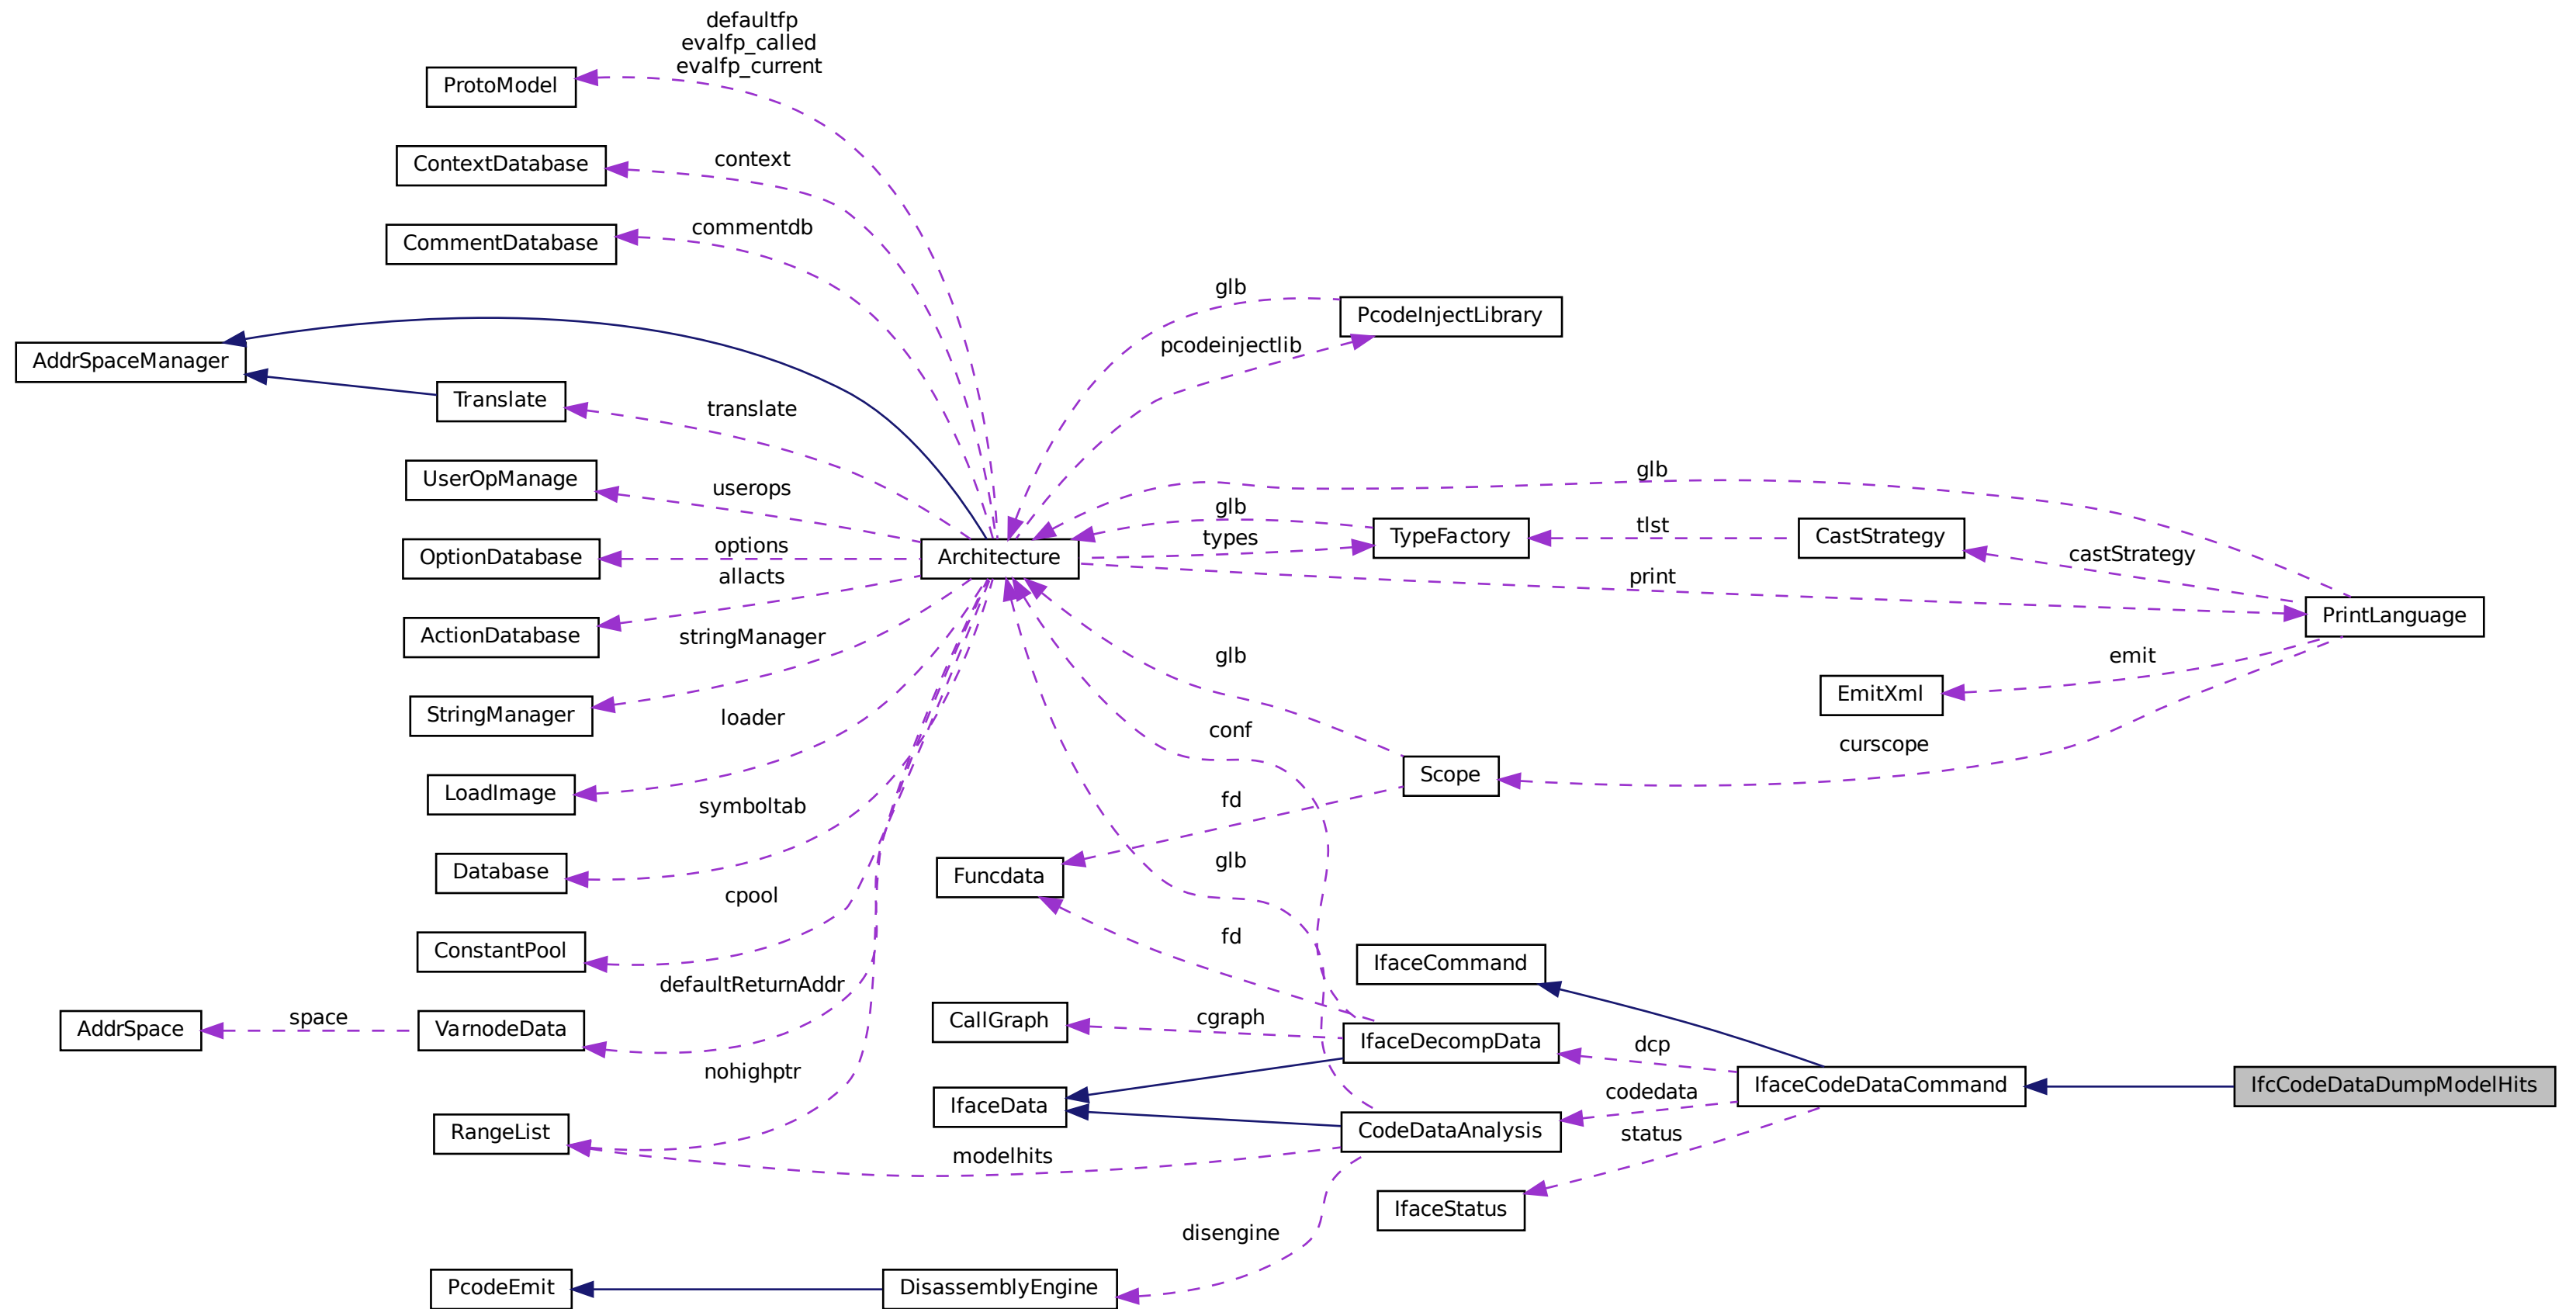 defaultfp
evalfp_called
evalfp_current
ProtoModel
context
ContextDatabase
commentdb
CommentDatabase
glb
PcodeInjectLibrary
pcodeinjectlib
AddrSpaceManager
Translate
translate
glb
UserOpManage
userops
glb
TypeFactory
tlst
CastStrategy
types
castStrategy
OptionDatabase
options
Architecture
allacts
print
PrintLanguage
ActionDatabase
stringManager
glb
emit
EmitXml
StringManager
loader
conf
curscope
Scope
LoadImage
symboltab
fd
Database
Funcdata
glb
cpool
fd
ConstantPool
IfaceCommand
defaultReturnAddr
AddrSpace
space
VarnodeData
CallGraph
cgraph
IfaceDecompData
dcp
nohighptr
IfaceCodeDataCommand
IfcCodeDataDumpModelHits
IfaceData
codedata
RangeList
CodeDataAnalysis
status
modelhits
IfaceStatus
disengine
PcodeEmit
DisassemblyEngine